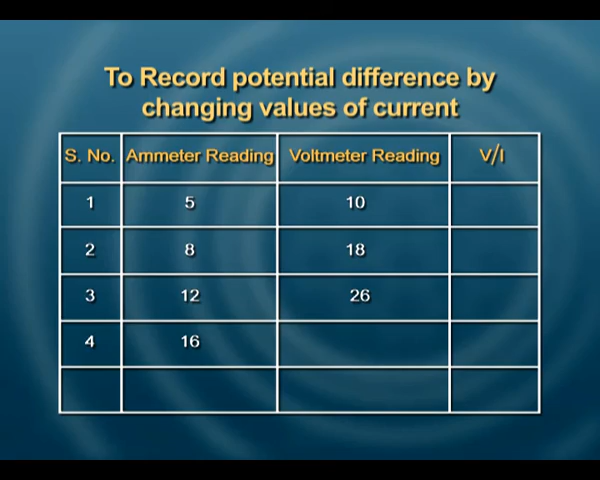 To Record potential difference by
changing values of current
S. No. Ammeter Reading Voltmeter Reading V/I
1 5 10
2 8 18
3 12 26
4 16